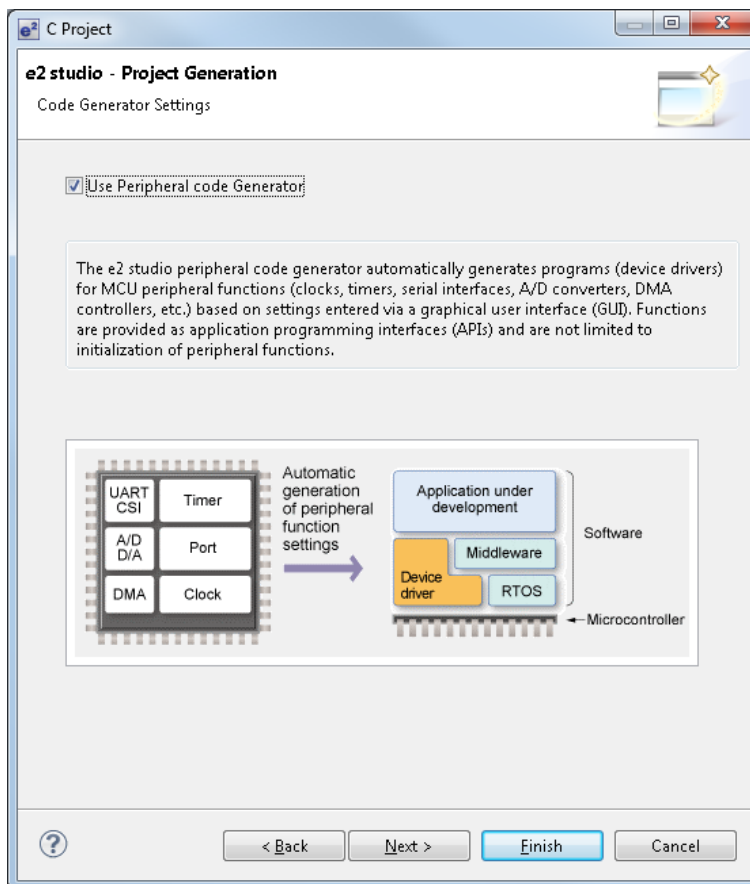 e² C Project
e2 studio - Project Generation
Code Generator Settings
Use Peripheral code Generator
The e2 studio peripheral code generator automatically generates programs (device drivers)
for MCU peripheral functions (clocks, timers, serial interfaces, A/D converters, DMA
controllers, etc.) based on settings entered via a graphical user interface (GUI). Functions
are provided as application programming interfaces (APIs) and are not limited to
initialization of peripheral functions.
UART
CSI
Timer
A/D
D/A
Port
DMA
Clock
Automatic
generation
of peripheral
function
settings
Application under
development
Middleware
Device
driver
RTOS
Software
Microcontroller
?
< Back
Next >
Finish
Cancel